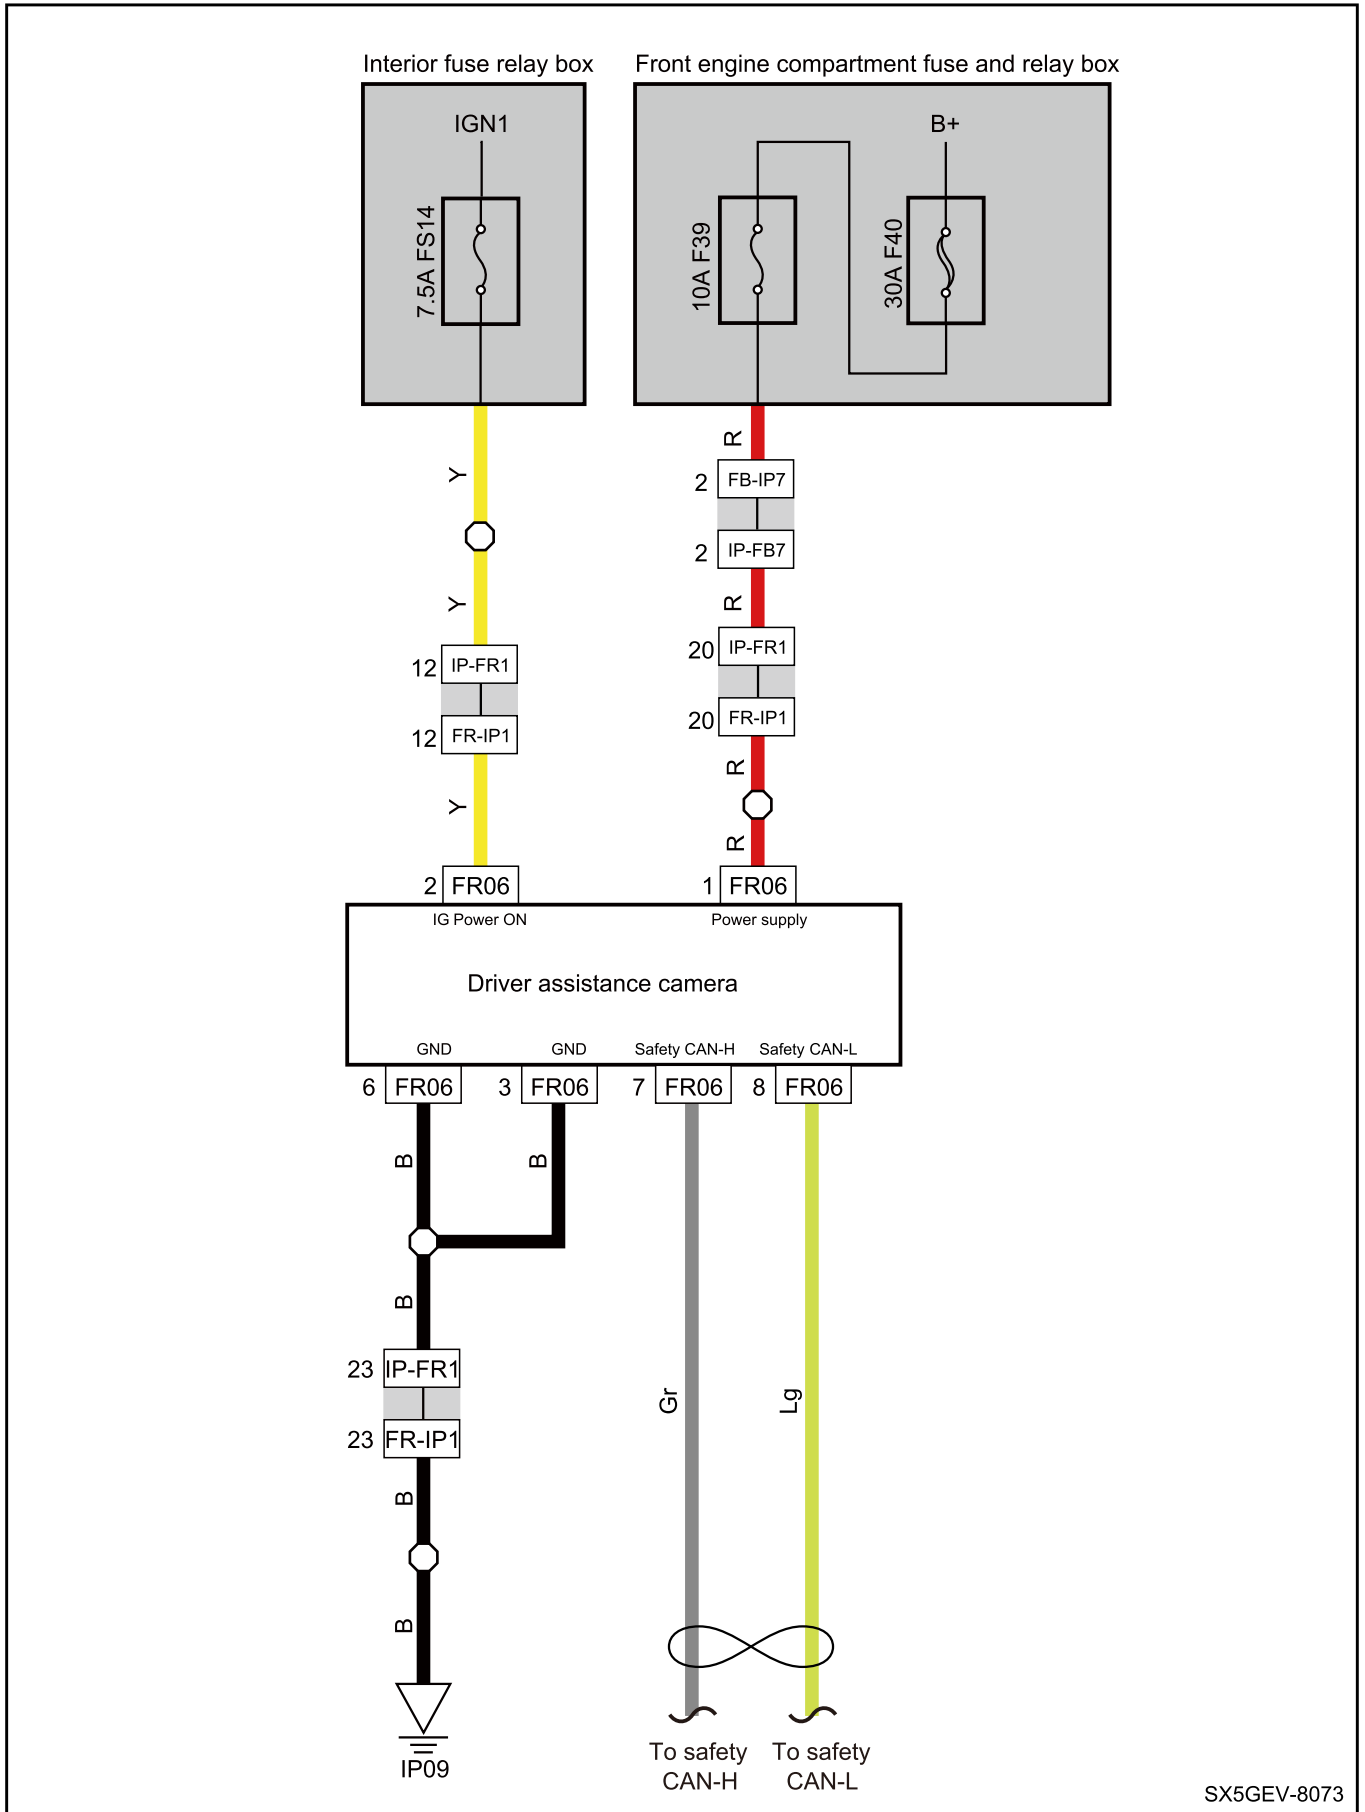 Interior fuse relay box
Front engine compartment fuse and relay box
IGN1
B+
7.5A FS14
10A F39
30A F40
R
Y
2 FB-IP7
2 IP-FB7
Y
R
12 IP-FR1
20 IP-FR1
12 FR-IP1
20 FR-IP1
R
Y
R
2 FR06
1 FR06
IG Power ON
Power supply
Driver assistance camera
GND
GND
Safety CAN-H
Safety CAN-L
6 FR06
3 FR06
7 FR06
8 FR06
B
B
B
23 IP-FR1
Gr
Lg
23 FR-IP1
B
B
IP09
To safety
CAN-H
To safety
CAN-L
SX5GEV-8073